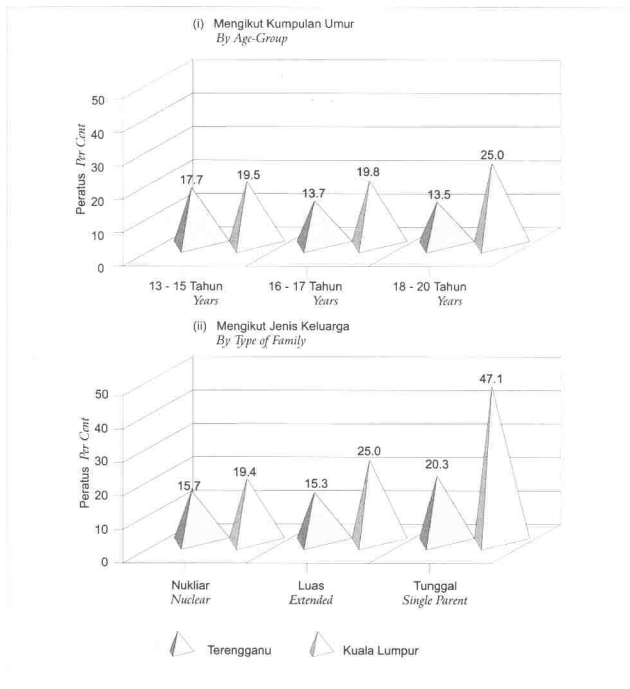 (i) Mengikut Kumpulan Umur
By Age-Group
Peratus Per Cent
50
40
30
20
10
0
17.7
19.5
13.7
19.8
13.5
25.0
13 - 15 Tahun
Years
16 - 17 Tahun
Years
18 - 20 Tahun
Years
(ii) Mengikut Jenis Keluarga
By Type of Family
Peratus Per Cent
50
40
30
20
10
0
15.7
19.4
15.3
25.0
20.3
47.1
Nukliar
Nuclear
Luas
Extended
Tunggal
Single Parent
Terengganu
Kuala Lumpur